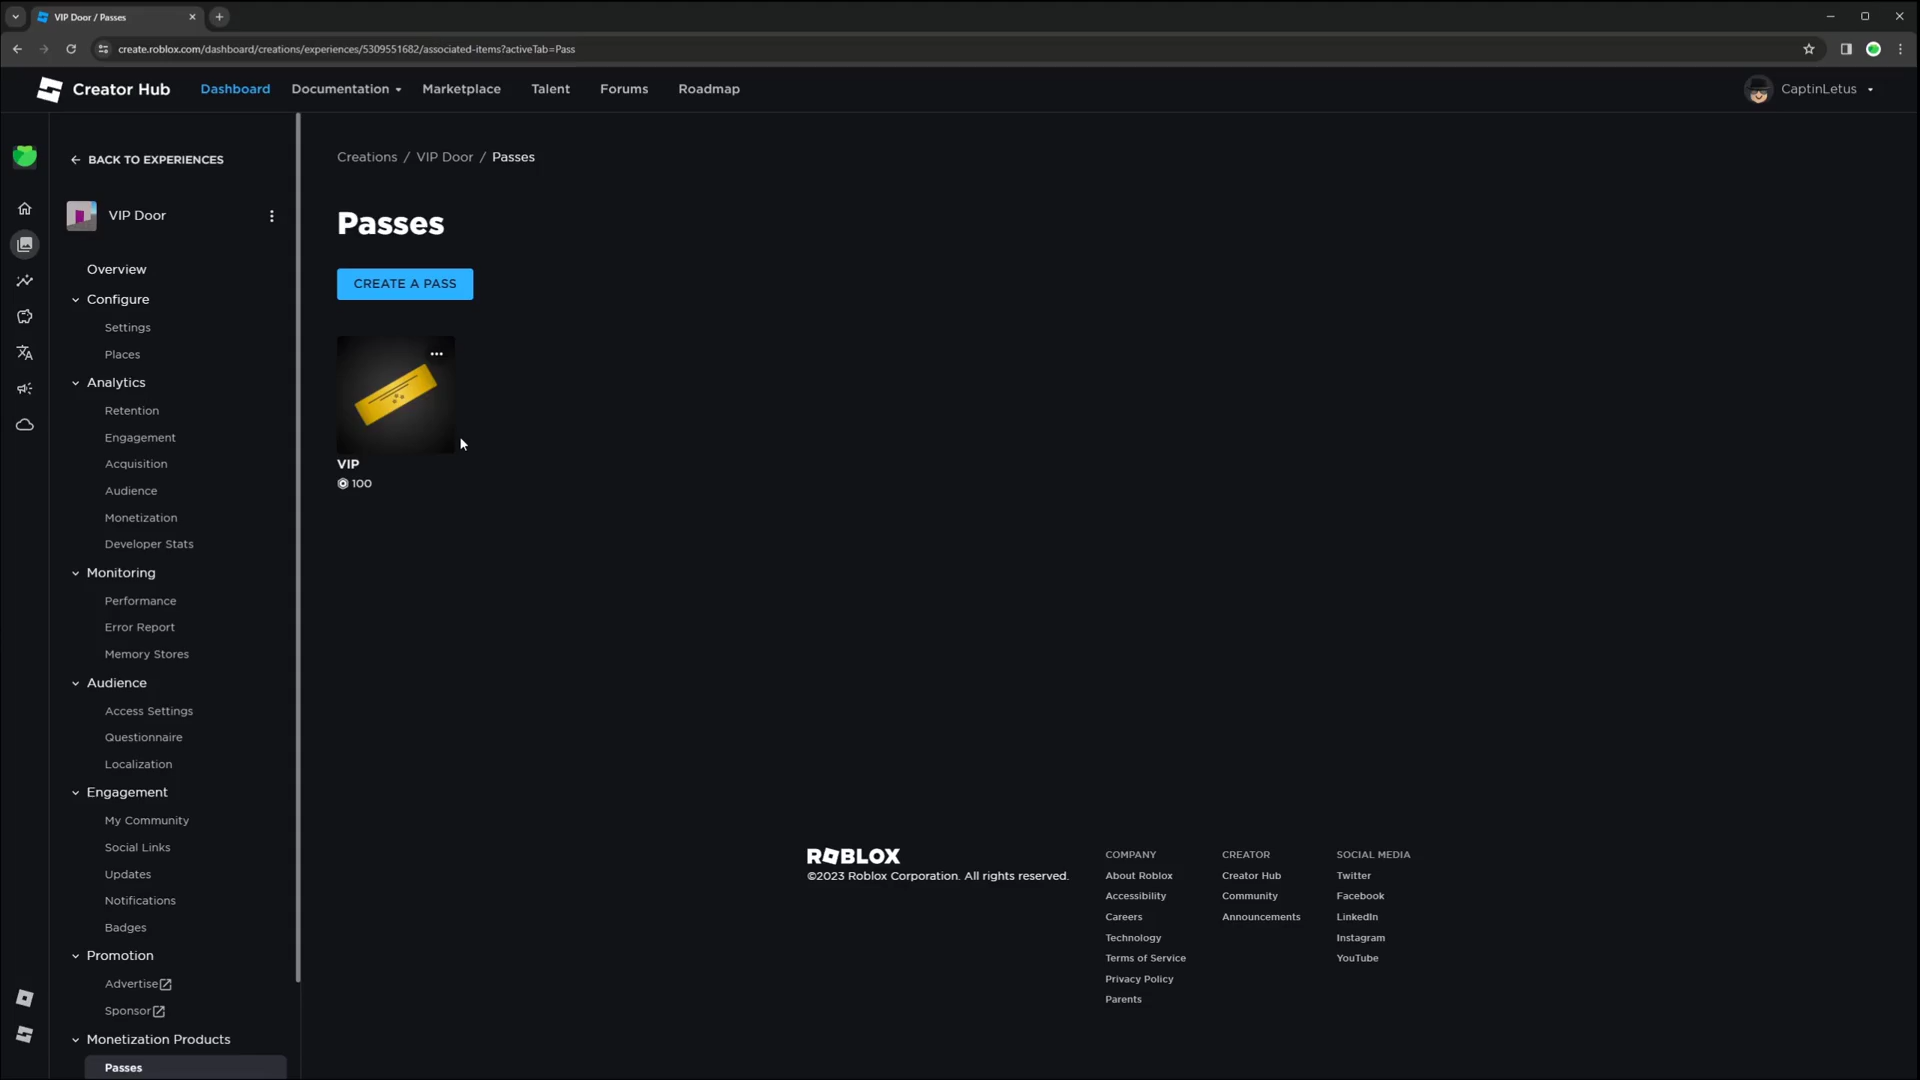 VIP Door / Passes
create.roblox.com/dashboard/creations/experiences/5309551682/associated-items?activeTab=Pass
Creator Hub
Dashboard
Documentation
Marketplace
Talent
Forums
Roadmap
CaptinLetus
BACK TO EXPERIENCES
VIP Door
Overview
Configure
Settings
Places
Analytics
Retention
Engagement
Acquisition
Audience
Monetization
Developer Stats
Monitoring
Performance
Error Report
Memory Stores
Audience
Access Settings
Questionnaire
Localization
Engagement
My Community
Social Links
Updates
Notifications
Badges
Promotion
Advertise
Sponsor
Monetization Products
Passes
Creations / VIP Door / Passes
Passes
CREATE A PASS
VIP
100
ROBLOX
©2023 Roblox Corporation. All rights reserved.
COMPANY
About Roblox
Accessibility
Careers
Technology
Terms of Service
Privacy Policy
Parents
CREATOR
Creator Hub
Community
Announcements
SOCIAL MEDIA
Twitter
Facebook
LinkedIn
Instagram
YouTube